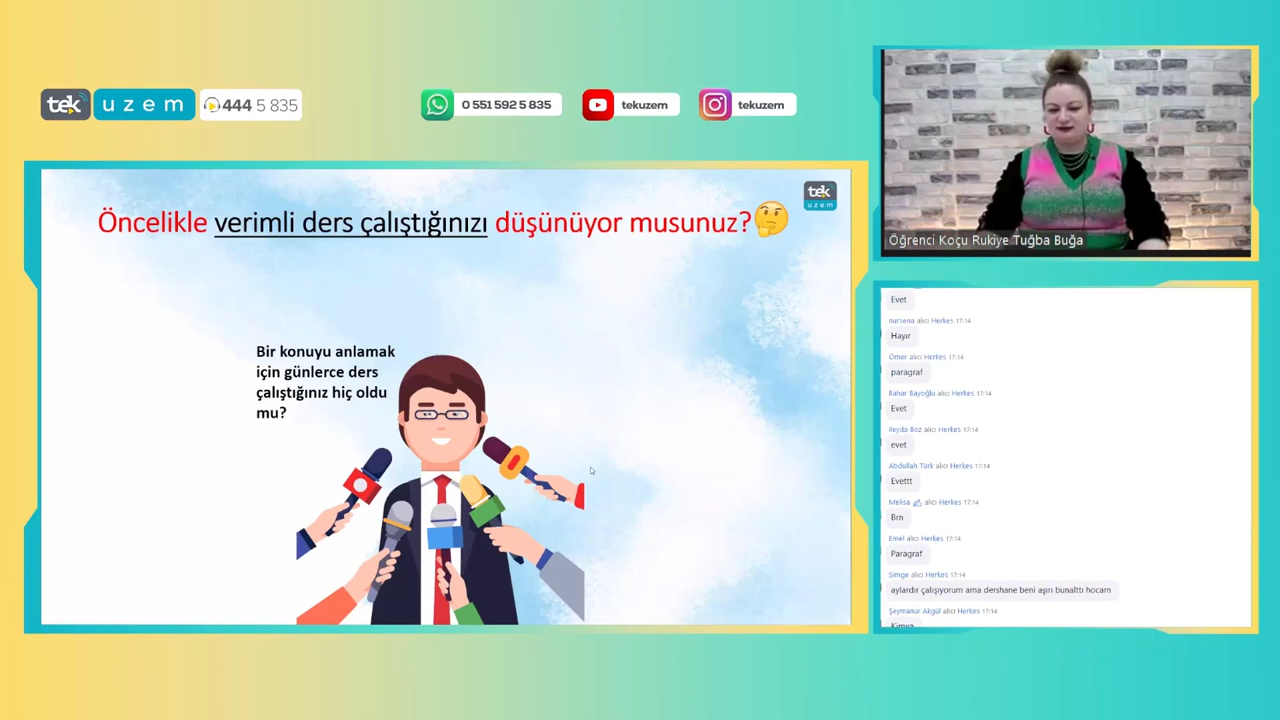 tek uzem 444 5 835
0 551 592 5 835
tekuzem
tekuzem
tek
uzem
Öncelikle verimli ders çalıştığınızı düşünüyor musunuz?
Bir konuyu anlamak
için günlerce ders
çalıştığınız hiç oldu
mu?
Öğrenci Koçu Rukiye Tuğba Buğa
Evet
nursena alıcı Herkes 17:14
Hayır
Ömer alıcı Herkes 17:14
paragraf
Bahar Bayoğlu alıcı Herkes 17:14
Evet
Ileyda Boz alıcı Herkes 17:14
evet
Abdullah Türk alıcı Herkes 17:14
Evettt
Melisa alıcı Herkes 17:14
Brn
Emel alıcı Herkes 17:14
Paragraf
Simge alıcı Herkes 17:14
aylardır çalışıyorum ama dershane beni aşırı bunalttı hocam
Şeymanur Akgül alıcı Herkes 17:14
Kimya